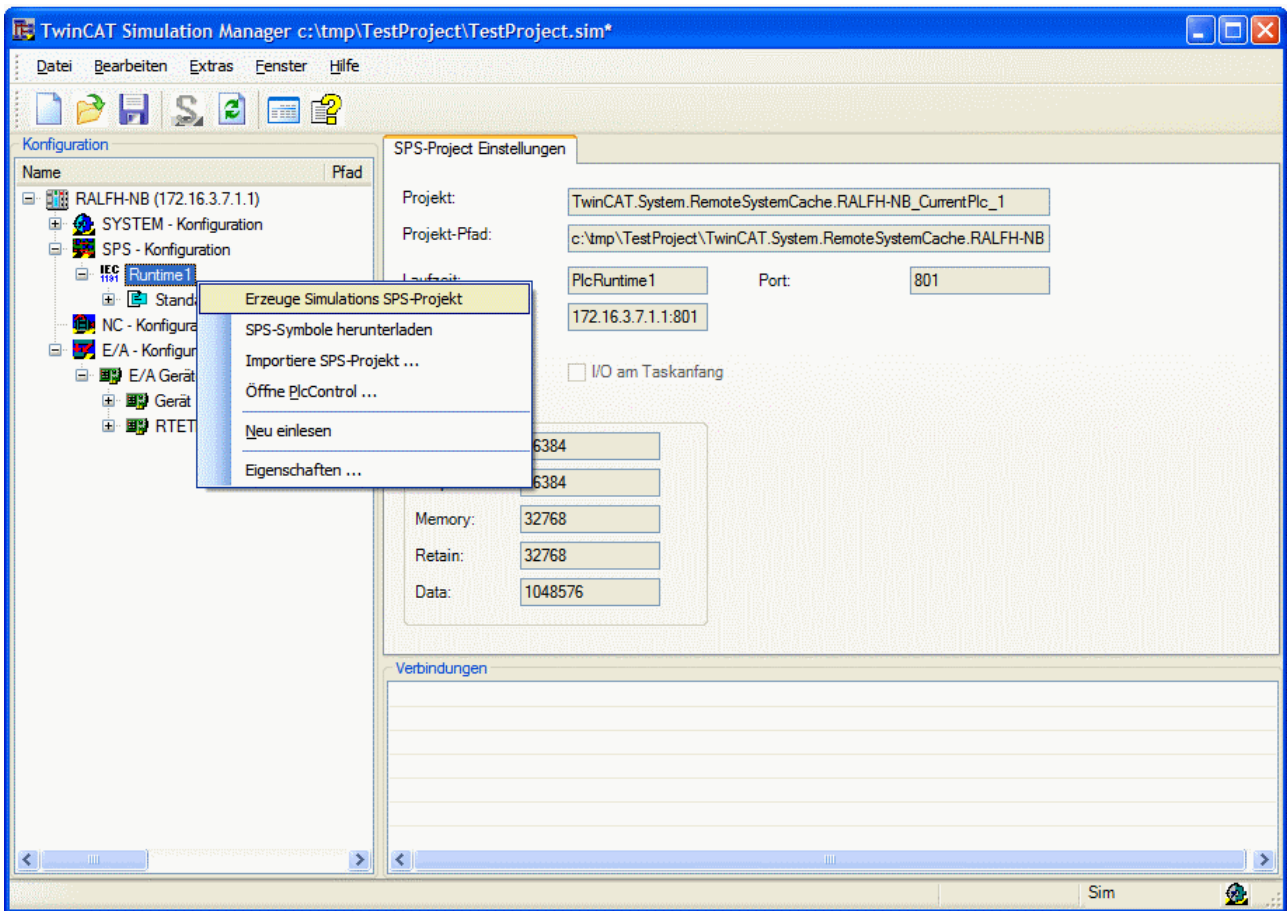 TwinCAT Simulation Manager c:\tmp\TestProject\TestProject.sim*
Datei Bearbeiten Extras Fenster Hilfe
Konfiguration
Name Pfad
RALFH-NB (172.16.3.7.1.1)
SYSTEM - Konfiguration
SPS - Konfiguration
IEC 1131 Runtime1
NC - Konfigura
E/A - Konfigur
E/A Gerät
Gerät
RTET
Erzeuge Simulations SPS-Projekt
SPS-Symbole herunterladen
Importiere SPS-Projekt ...
Öffne PlcControl ...
Neu einlesen
Eigenschaften ...
SPS-Project Einstellungen
Projekt: TwinCAT.System.RemoteSystemCache.RALFH-NB_CurrentPlc_1
Projekt-Pfad: c:\tmp\TestProject\TwinCAT.System.RemoteSystemCache.RALFH-NB
PlcRuntime1 Port: 801
172.16.3.7.1.1:801
I/O am Taskanfang
6384
6384
Memory: 32768
Retain: 32768
Data: 1048576
Verbindungen
Sim